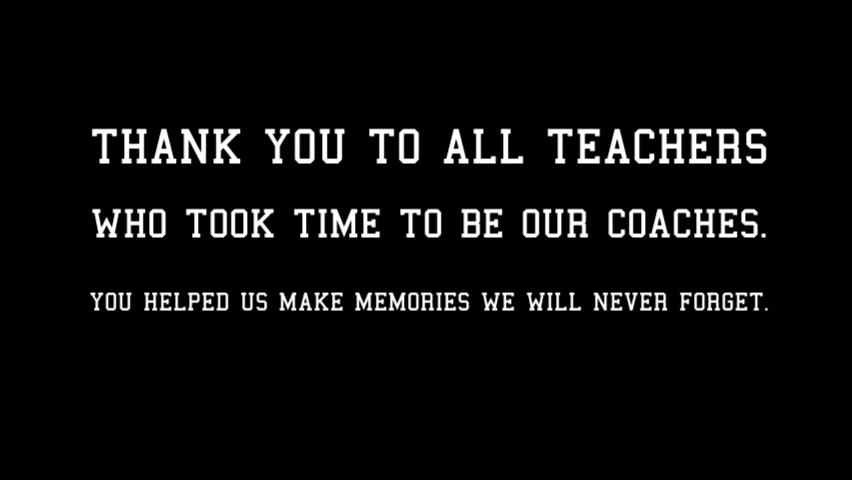 THANK YOU TO ALL TEACHERS
WHO TOOK TIME TO BE OUR COACHES.
YOU HELPED US MAKE MEMORIES WE WILL NEVER FORGET.